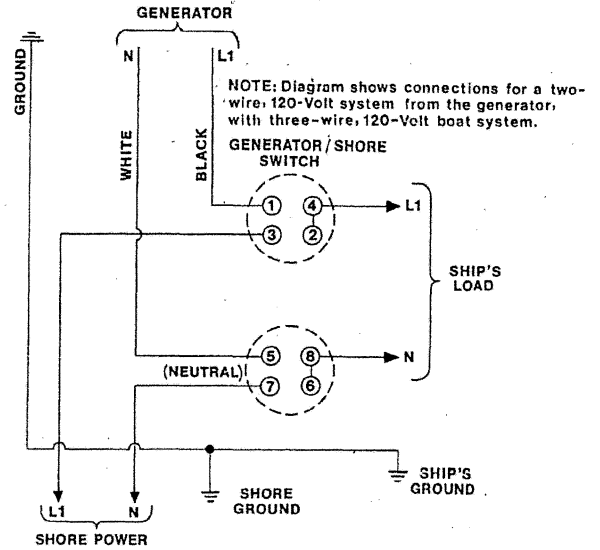 GENERATOR
N L1
GROUND
WHITE
BLACK
NOTE: Diagram shows connections for a two-
wire, 120-Volt system from the generator,
with three-wire, 120-Volt boat system.
GENERATOR / SHORE
SWITCH
1 4
3 2
L1
SHIP'S
LOAD
5 8
N
(NEUTRAL)
7 6
SHORE
GROUND
SHIP'S
GROUND
L1 N
SHORE POWER